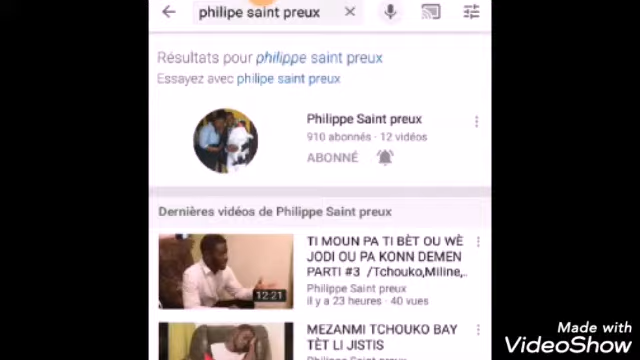 philipe saint preux
Résultats pour philippe saint preux
Essayez avec philipe saint preux
Philippe Saint preux
910 abonnés · 12 vidéos
ABONNÉ
Dernières vidéos de Philippe Saint preux
TI MOUN PA TI BÈT OU WÈ
JODI OU PA KONN DEMEN
PARTI #3 /Tchouko,Miline,..
Philippe Saint preux
il y a 23 heures · 40 vues
12:21
MEZANMI TCHOUKO BAY
TÈT LI JISTIS
Philippe Saint preux
Made with
VideoShow